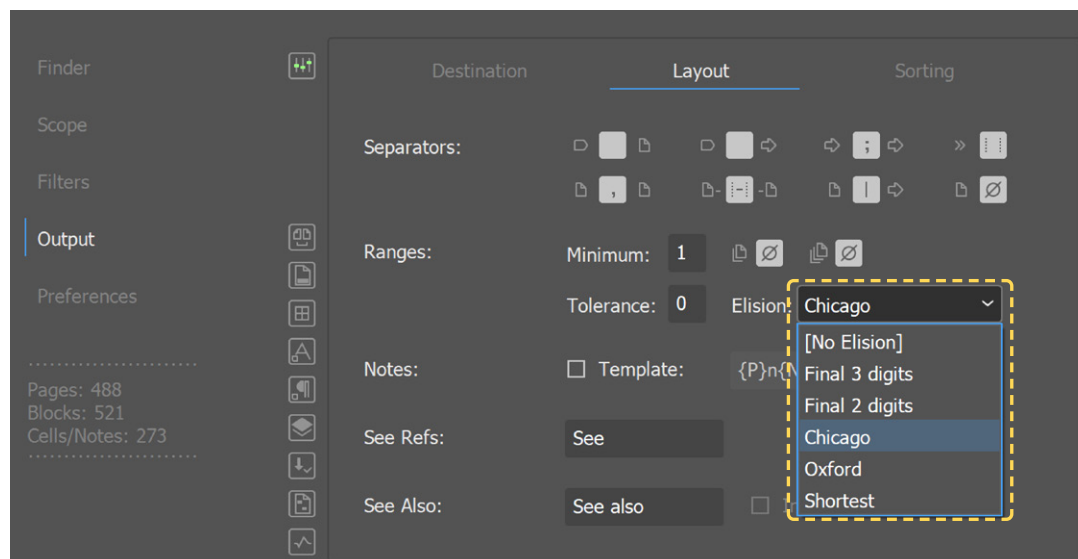 Finder
Scope
Filters
Output
Preferences
Pages: 488
Blocks: 521
Cells/Notes: 273
Destination Layout Sorting
Separators: ;
, - | Ø
Ranges: Minimum: 1 Ø Ø
Tolerance: 0 Elision: Chicago
[No Elision]
Final 3 digits
Final 2 digits
Chicago
Oxford
Shortest
Notes: Template: {P}n{
See Refs: See
See Also: See also